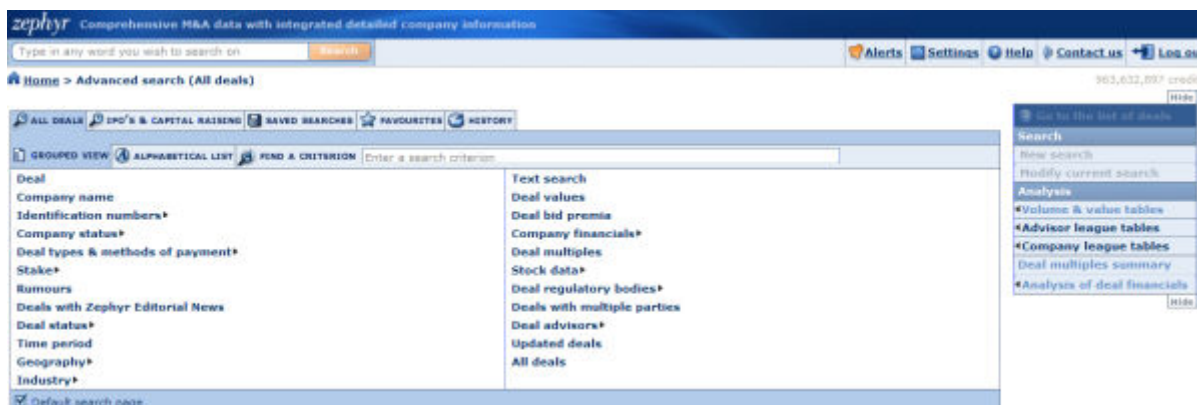 zephyr Comprehensive M&A data with integrated detailed company information
Type in any word you wish to search on Search
Alerts Settings Help Contact us Log ou
Home > Advanced search (All deals)
Hide
ALL DEALS IPO'S & CAPITAL RAISING SAVED SEARCHES FAVOURITES HISTORY
Go to the list of deals
Search
GROUPED VIEW ALPHABETICAL LIST FIND A CRITERION Enter a search criterion
New search
Modify current search
Analysis
Volume & value tables
Advisor league tables
Company league tables
Deal multiples summary
Analysis of deal financials
Hide
Deal
Company name
Identification numbers
Company status
Deal types & methods of payment
Stake
Rumours
Deals with Zephyr Editorial News
Deal status
Time period
Geography
Industry
Text search
Deal values
Deal bid premia
Company financials
Deal multiples
Stock data
Deal regulatory bodies
Deals with multiple parties
Deal advisors
Updated deals
All deals
Default search page